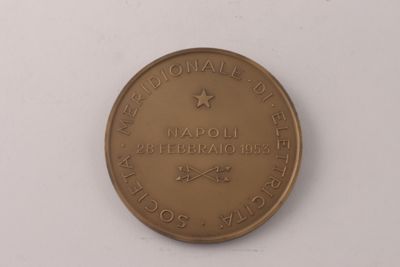 SOCIETA' · MERIDIONALE · DI · ELETTRICITA' ·
NAPOLI
28 FEBBRAIO 1953